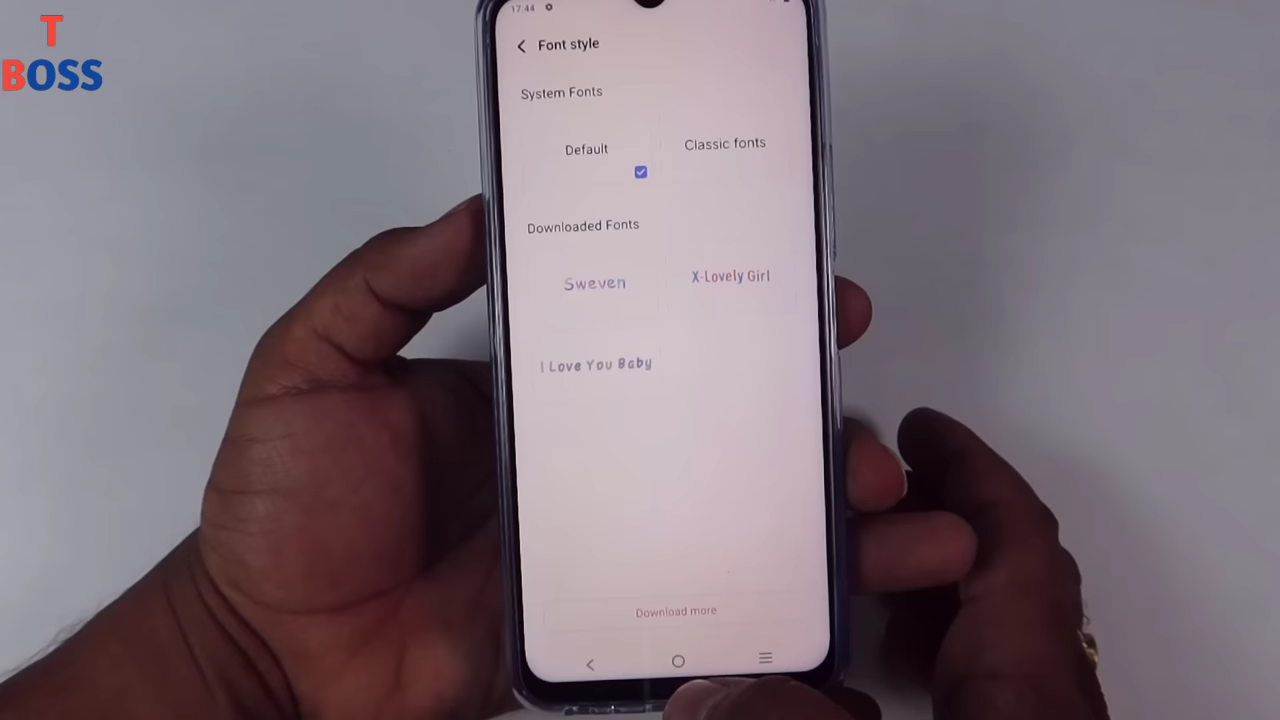 T
BOSS
17:44
Font style
System Fonts
Default
Classic fonts
Downloaded Fonts
Sweven
X-Lovely Girl
I Love You Baby
Download more